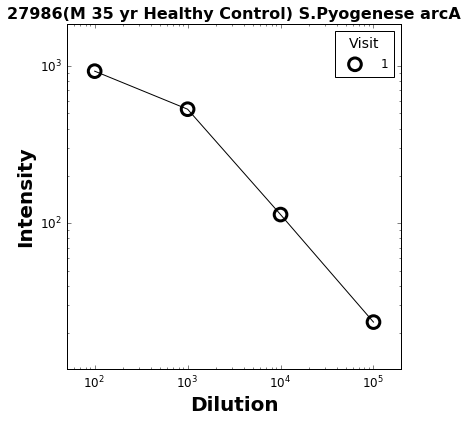 27986(M 35 yr Healthy Control) S.Pyogenese arcA
Visit
1
10³
10²
Intensity
10² 10³ 10⁴ 10⁵
Dilution